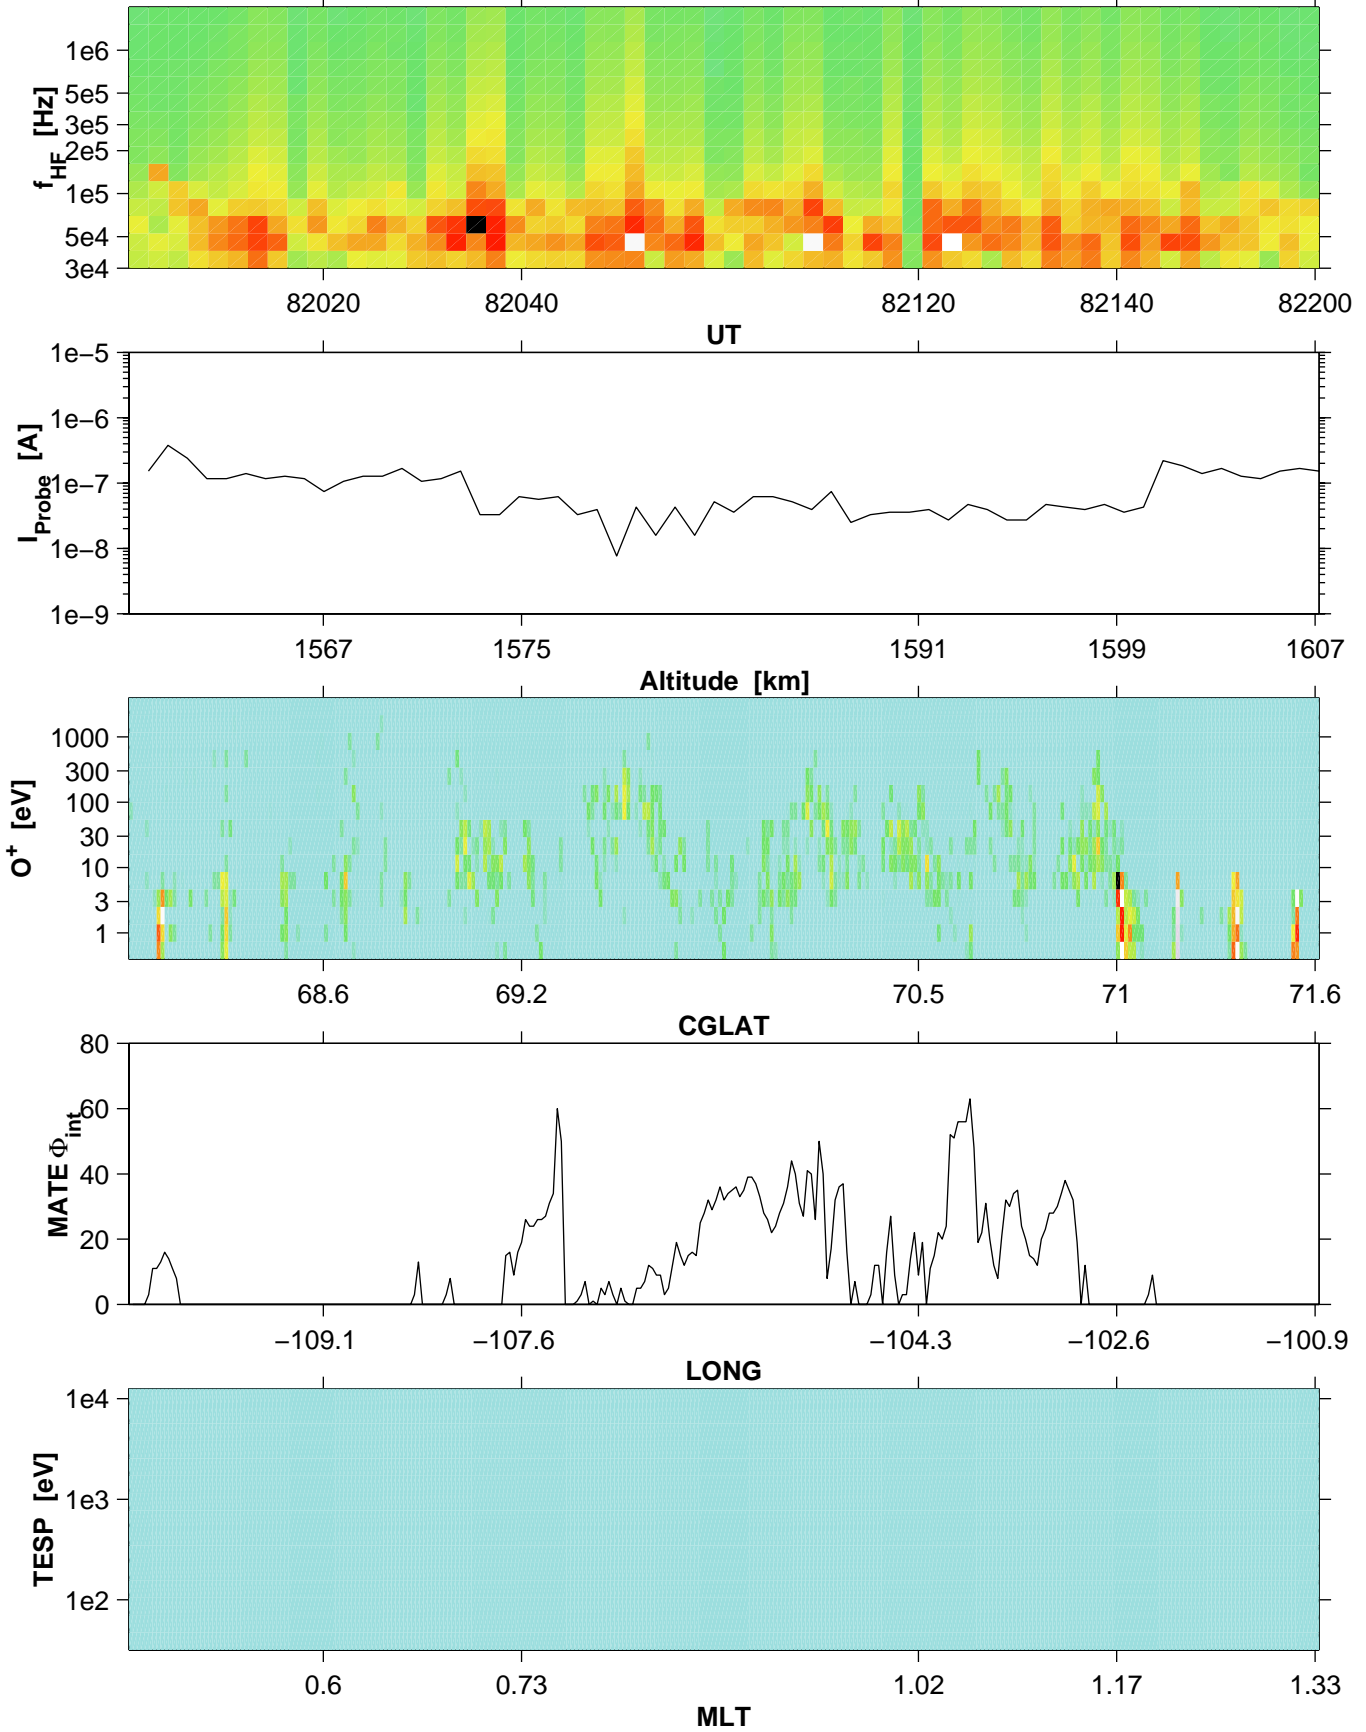 1e6
5e5
3e5
2e5
1e5
5e4
3e4
f_HF [Hz]
82020 82040 82120 82140 82200
UT
1e−5
1e−6
1e−7
1e−8
1e−9
I_Probe [A]
1567 1575 1591 1599 1607
Altitude [km]
1000
300
100
30
10
3
1
O⁺ [eV]
68.6 69.2 70.5 71 71.6
CGLAT
80
60
40
20
0
MATE Φ_int
−109.1 −107.6 −104.3 −102.6 −100.9
LONG
1e4
1e3
1e2
TESP [eV]
0.6 0.73 1.02 1.17 1.33
MLT